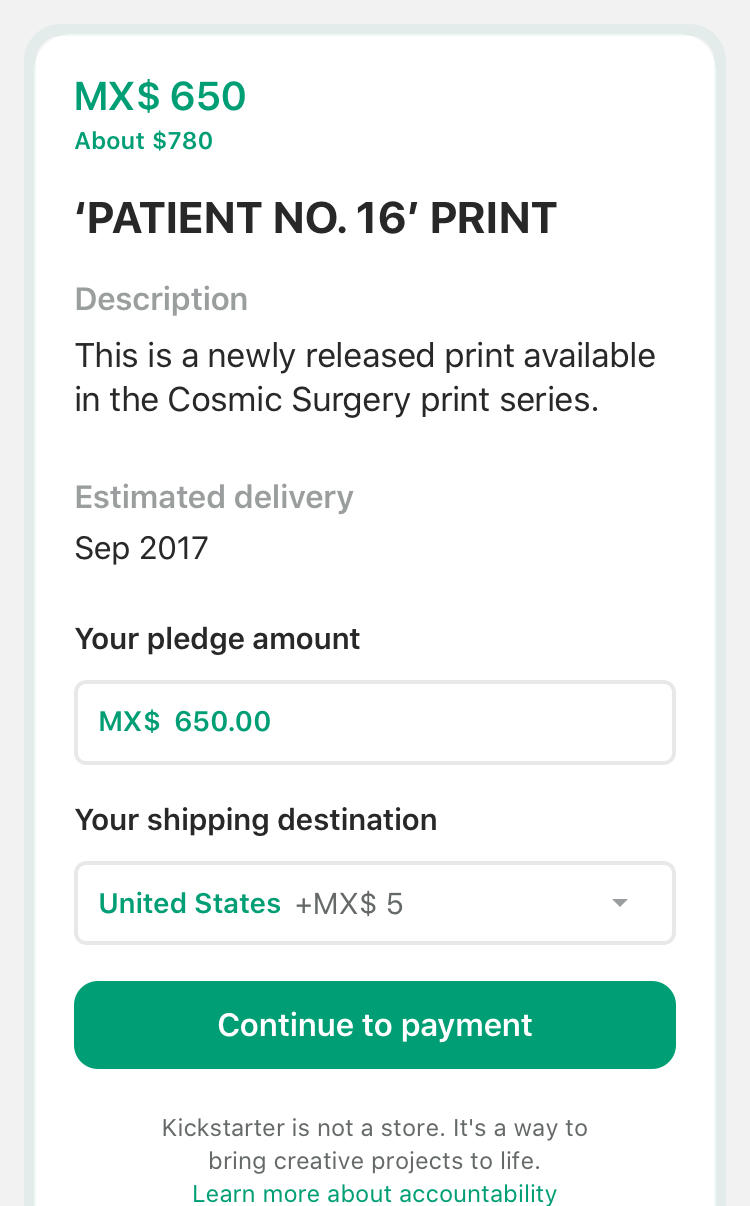 MX$ 650
About $780
‘PATIENT NO. 16’ PRINT
Description
This is a newly released print available
in the Cosmic Surgery print series.
Estimated delivery
Sep 2017
Your pledge amount
MX$ 650.00
Your shipping destination
United States +MX$ 5
Continue to payment
Kickstarter is not a store. It's a way to
bring creative projects to life.
Learn more about accountability